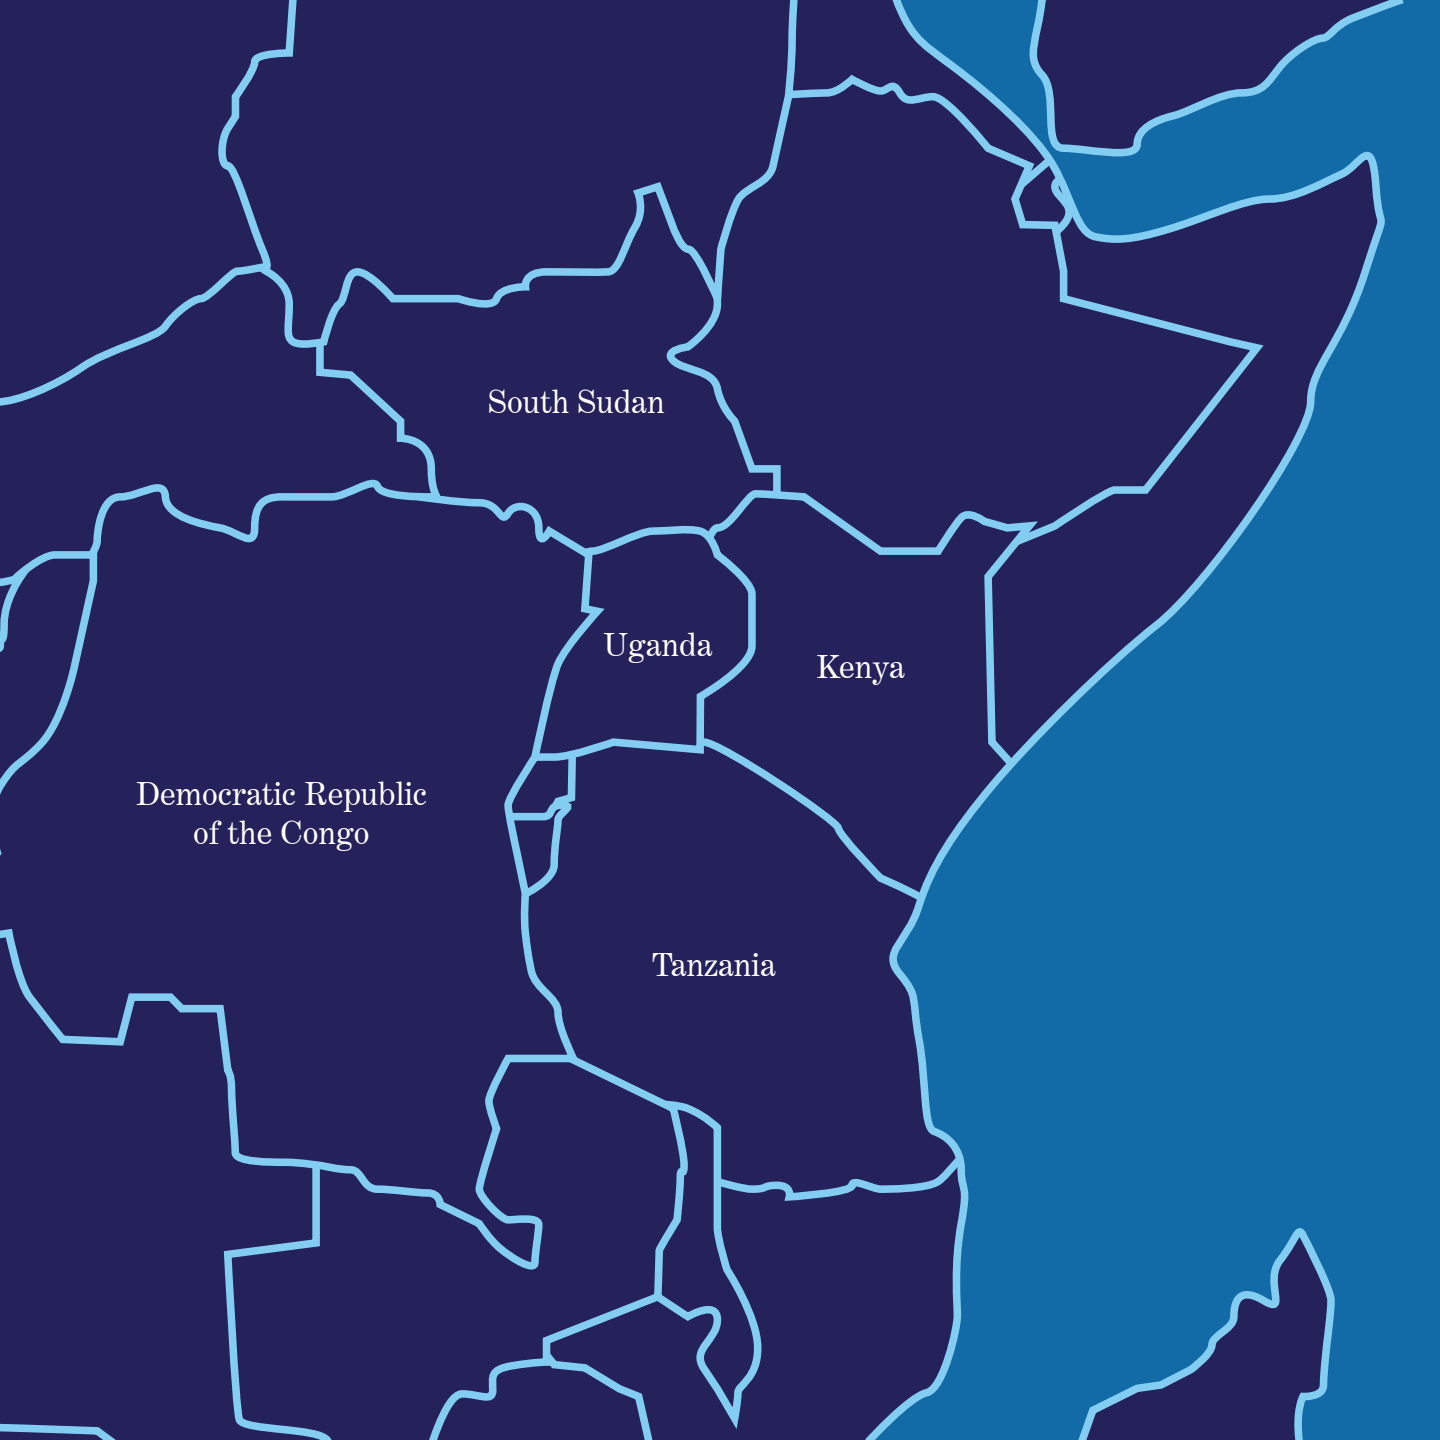 South Sudan
Uganda
Kenya
Democratic Republic
of the Congo
Tanzania